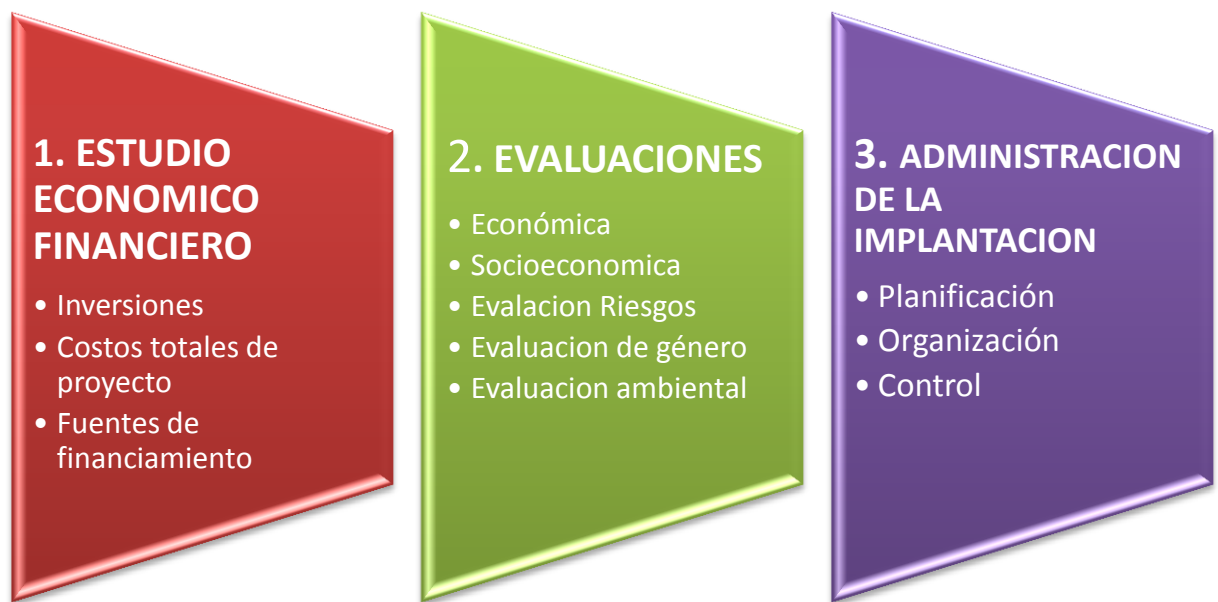 1. ESTUDIO
ECONOMICO
FINANCIERO
• Inversiones
• Costos totales de
proyecto
• Fuentes de
financiamiento
2. EVALUACIONES
• Económica
• Socioeconomica
• Evalacion Riesgos
• Evaluacion de género
• Evaluacion ambiental
3. ADMINISTRACION
DE LA
IMPLANTACION
• Planificación
• Organización
• Control